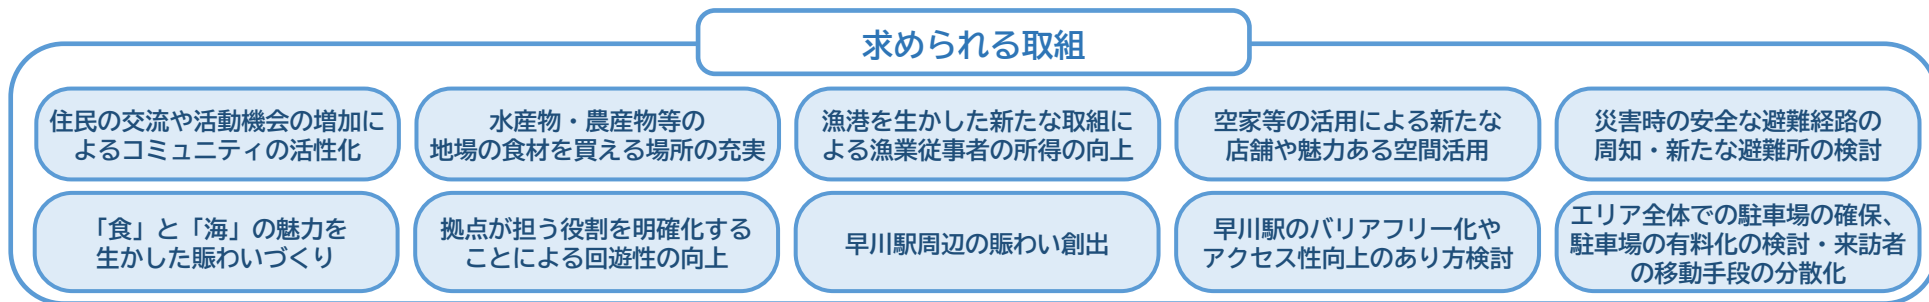 求められる取組
住民の交流や活動機会の増加に
よるコミュニティの活性化
水産物・農産物等の
地場の食材を買える場所の充実
漁港を生かした新たな取組に
よる漁業従事者の所得の向上
空家等の活用による新たな
店舗や魅力ある空間活用
災害時の安全な避難経路の
周知・新たな避難所の検討
「食」と「海」の魅力を
生かした賑わいづくり
拠点が担う役割を明確化する
ことによる回遊性の向上
早川駅周辺の賑わい創出
早川駅のバリアフリー化や
アクセス性向上のあり方検討
エリア全体での駐車場の確保、
駐車場の有料化の検討・来訪者
の移動手段の分散化